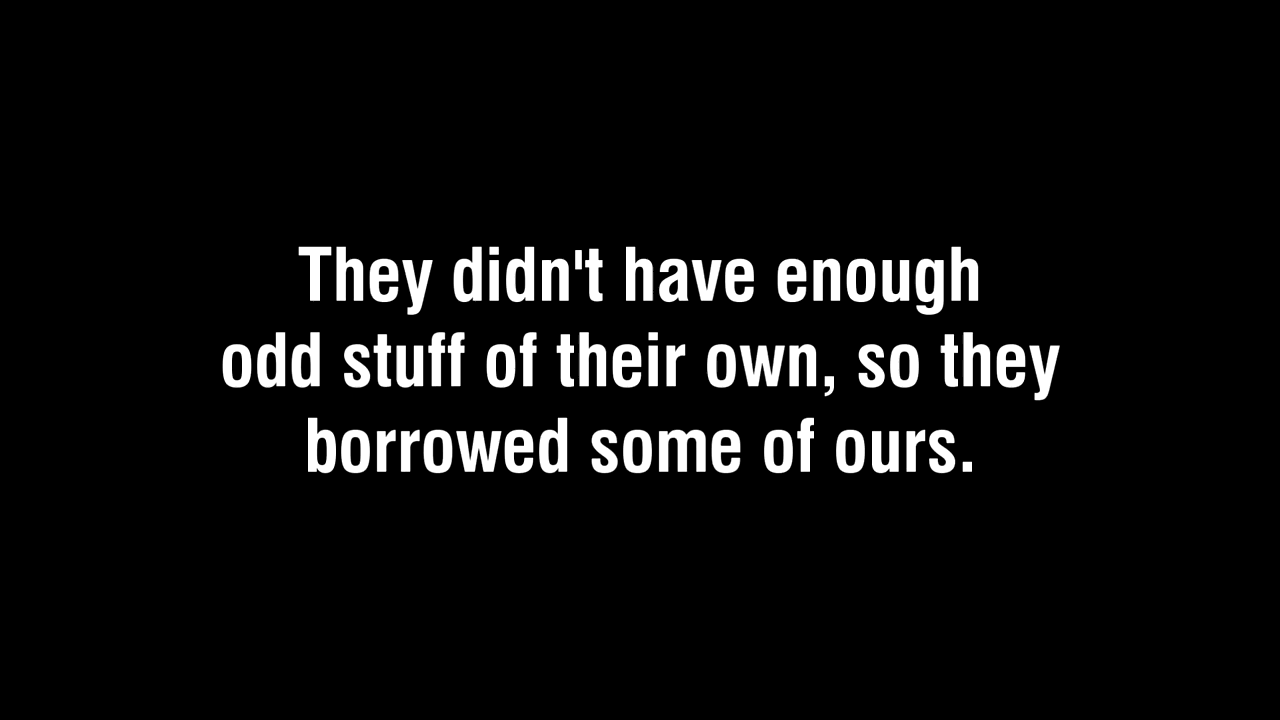 They didn't have enough
odd stuff of their own, so they
borrowed some of ours.